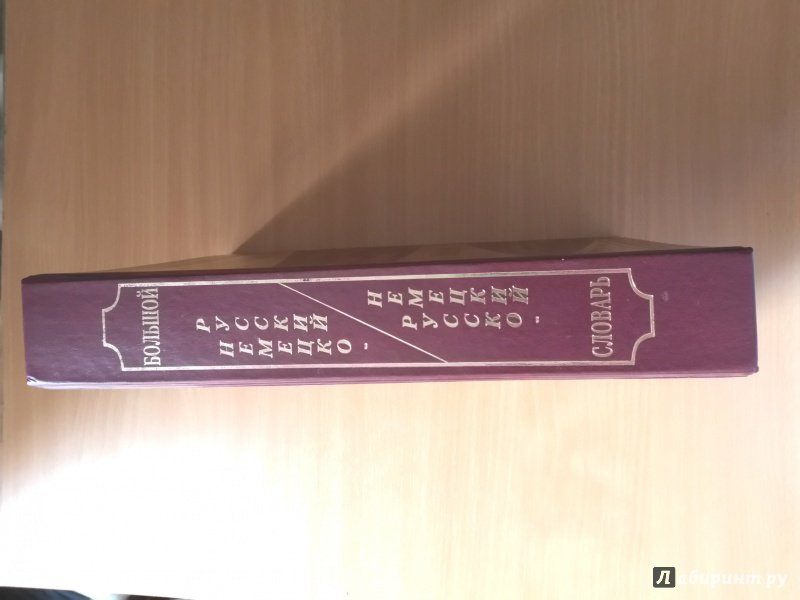 БОЛЬШОЙ
НЕМЕЦКО-
РУССКИЙ
РУССКО-
НЕМЕЦКИЙ
СЛОВАРЬ
Лабиринт.ру